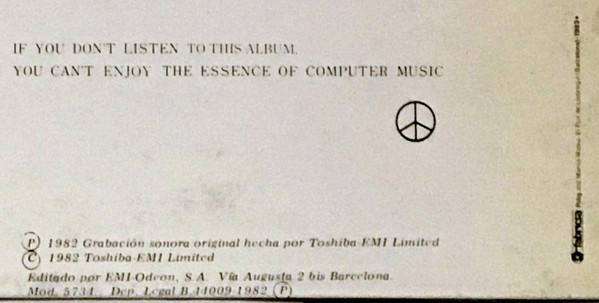 IF YOU DON'T LISTEN TO THIS ALBUM,
YOU CAN'T ENJOY THE ESSENCE OF COMPUTER MUSIC
Ⓟ 1982 Grabación sonora original hecha por Toshiba-EMI Limited
© 1982 Toshiba-EMI Limited
Editado por EMI-Odeon, S.A. Vía Augusta 2 bis Barcelona.
Mod. 5734 Dep. Legal B 44009-1982 Ⓟ